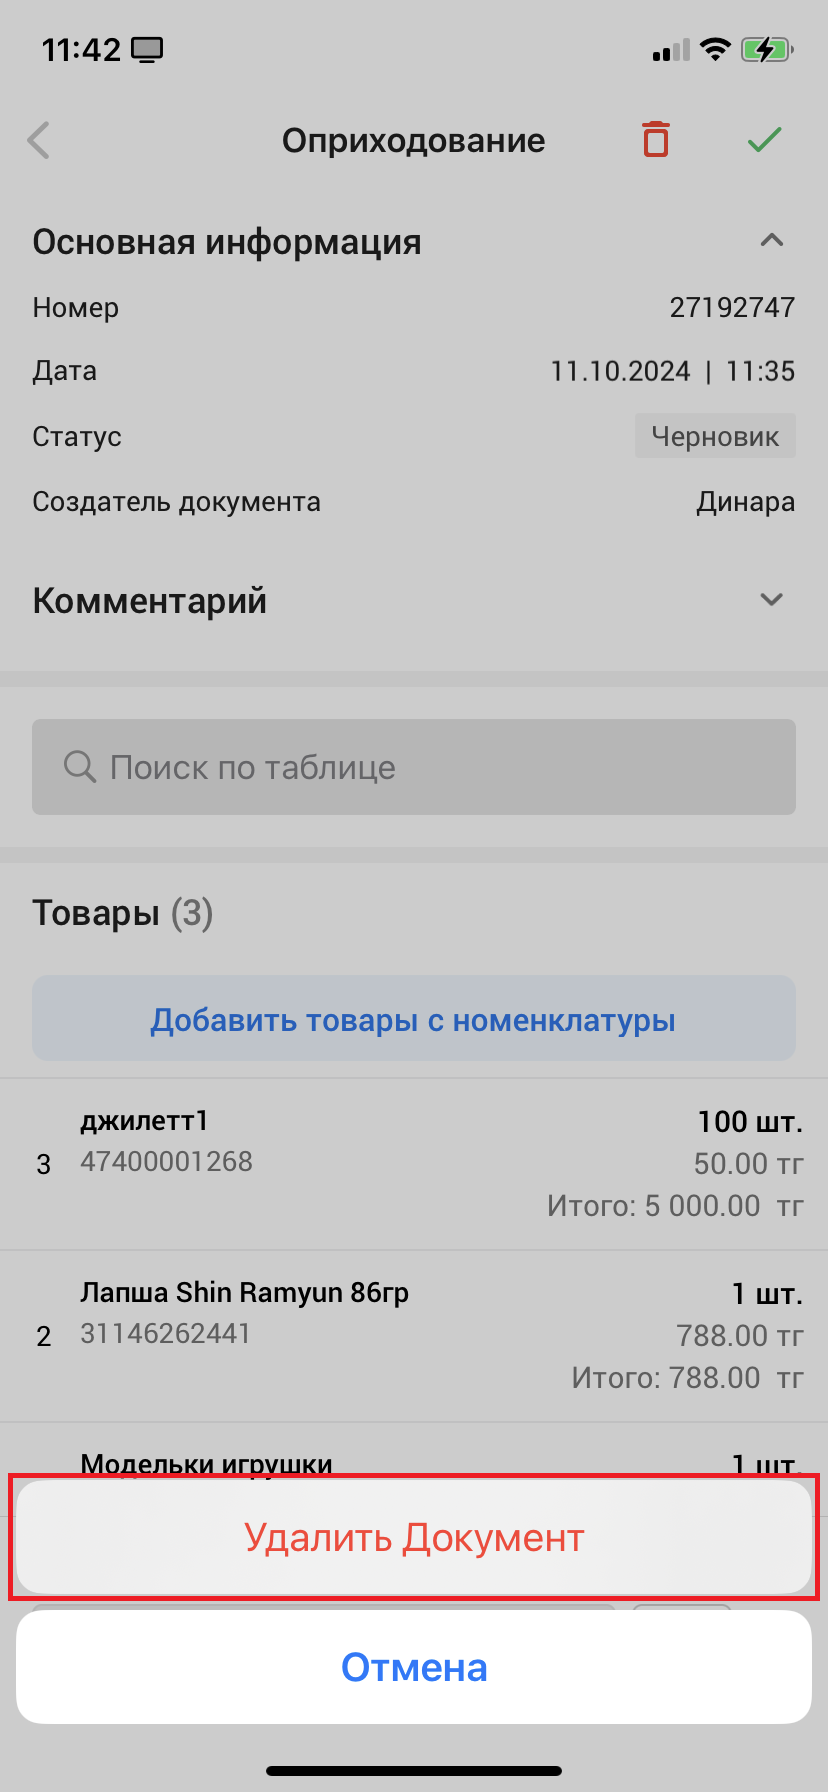 11:42
Оприходование
Основная информация
Номер 27192747
Дата 11.10.2024 | 11:35
Статус Черновик
Создатель документа Динара
Комментарий
Поиск по таблице
Товары (3)
Добавить товары с номенклатуры
джилетт1 100 шт.
3 47400001268 50.00 тг
Итого: 5 000.00 тг
Лапша Shin Ramyun 86гр 1 шт.
2 31146262441 788.00 тг
Итого: 788.00 тг
Модельки игрушки 1 шт.
Удалить Документ
Отмена